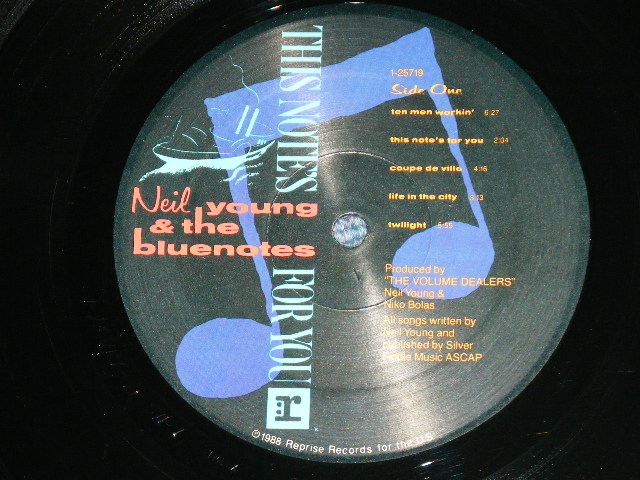 THIS NOTE'S FOR YOU
Neil young
& the
bluenotes
r
1-25719
Side One
ten men workin' 6:27
this note's for you 2:04
coupe de ville 4:16
life in the city 3:13
twilight 5:55
Produced by
"THE VOLUME DEALERS"
Neil Young &
Niko Bolas
All songs written by
Neil Young and
published by Silver
Fiddle Music ASCAP
©1988 Reprise Records for the U.S.